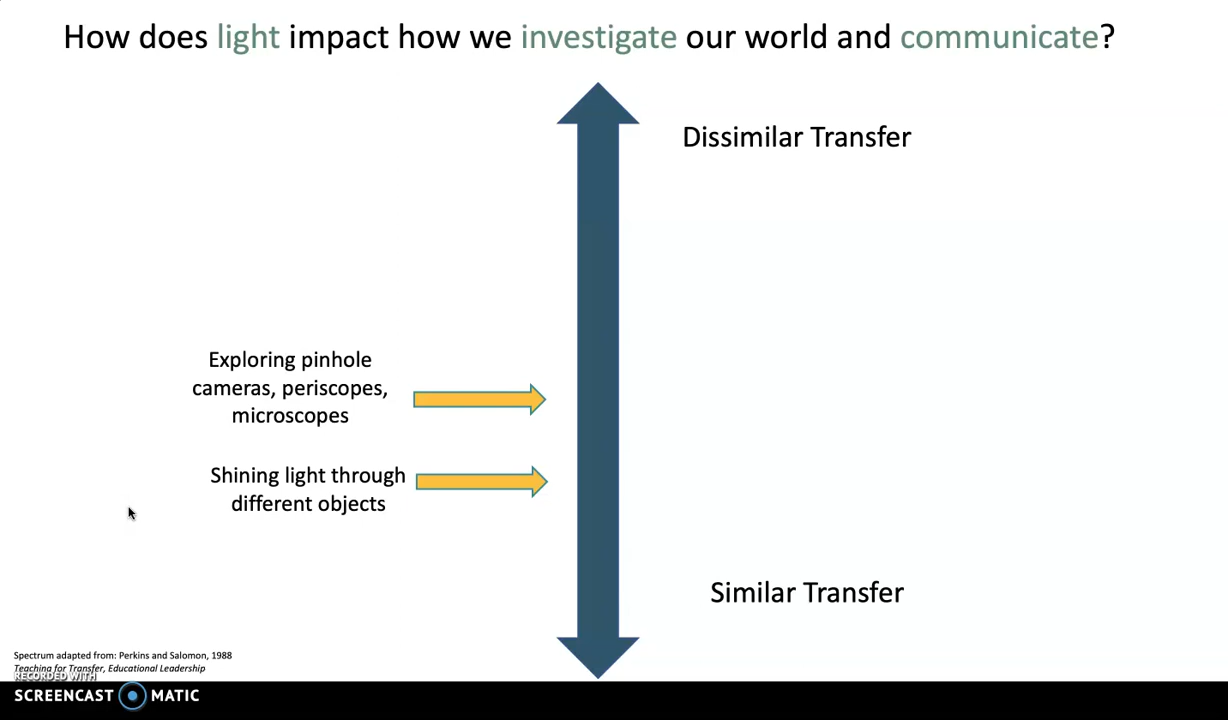 How does light impact how we investigate our world and communicate?
Dissimilar Transfer
Exploring pinhole
cameras, periscopes,
microscopes
Shining light through
different objects
Similar Transfer
Spectrum adapted from: Perkins and Salomon, 1988
Teaching for Transfer, Educational Leadership
RECORDED WITH
SCREENCAST MATIC